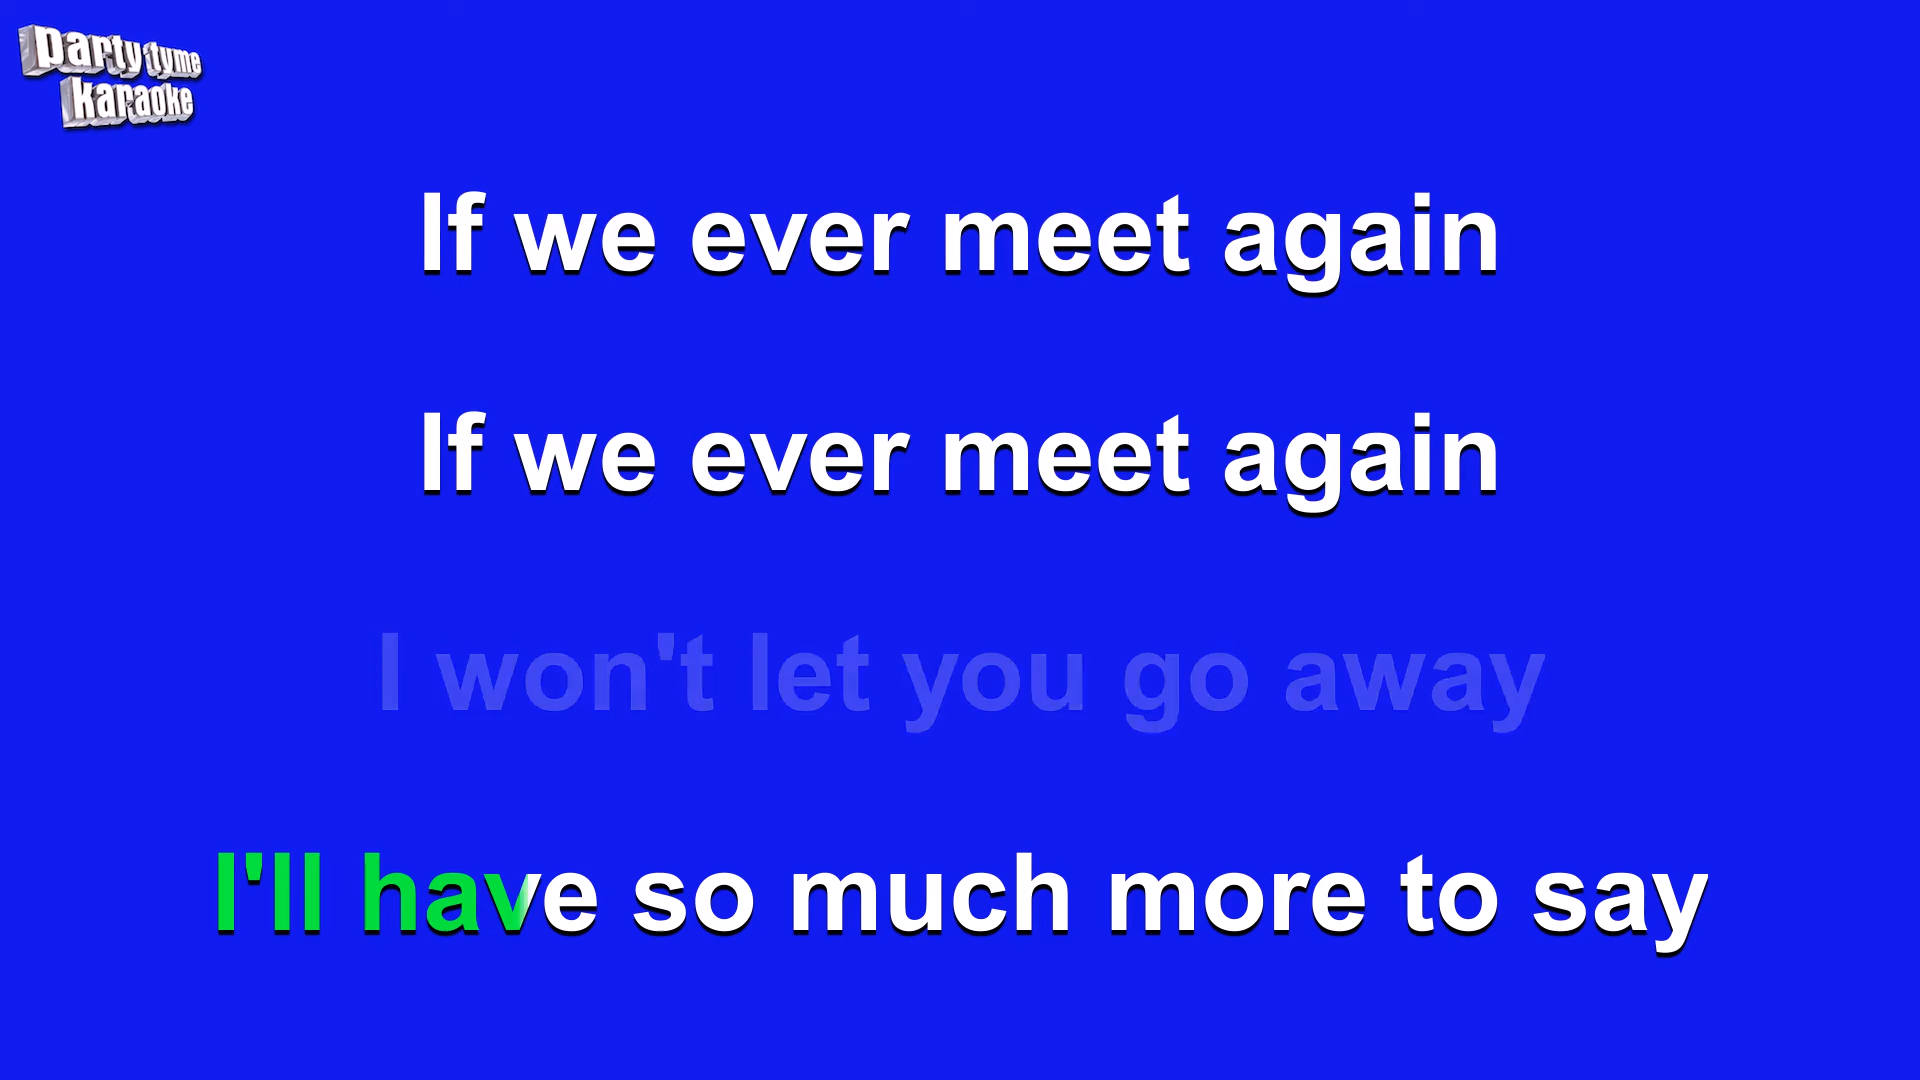 party tyme
karaoke
If we ever meet again
If we ever meet again
I won't let you go away
I'll have so much more to say